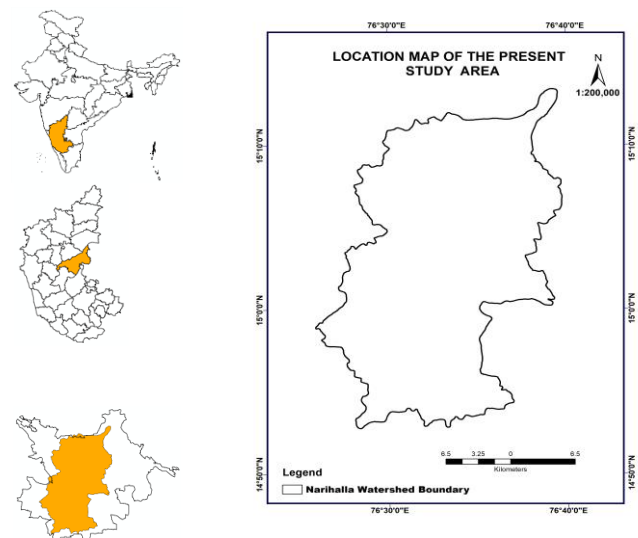 76°30'0"E
76°40'0"E
LOCATION MAP OF THE PRESENT
STUDY AREA
N
1:200,000
15°10'0"N
15°10'0"N
15°0'0"N
15°0'0"N
14°50'0"N
14°50'0"N
6.5
3.25
0
6.5
Kilometers
Legend
Narihalla Watershed Boundary
76°30'0"E
76°40'0"E